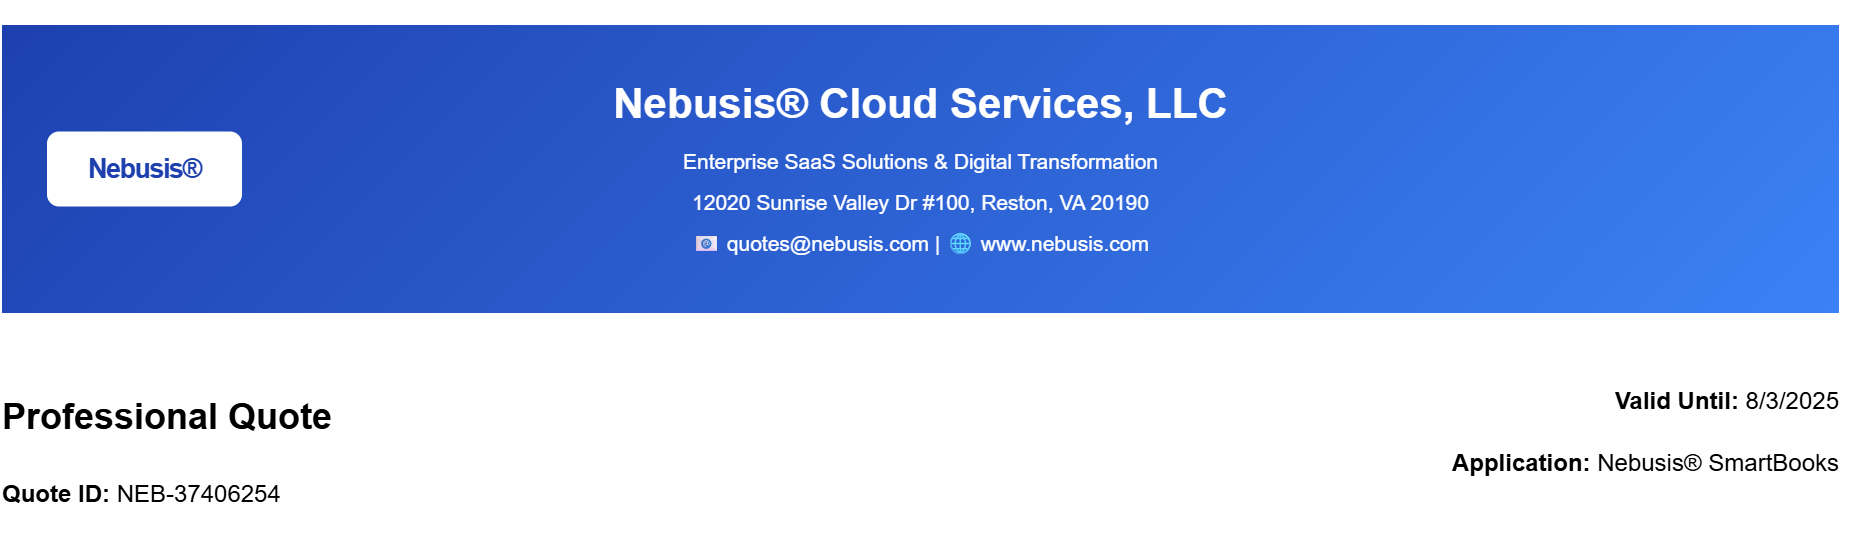 Nebusis®
Nebusis® Cloud Services, LLC
Enterprise SaaS Solutions & Digital Transformation
12020 Sunrise Valley Dr #100, Reston, VA 20190
quotes@nebusis.com | www.nebusis.com
Professional Quote
Quote ID: NEB-37406254
Valid Until: 8/3/2025
Application: Nebusis® SmartBooks